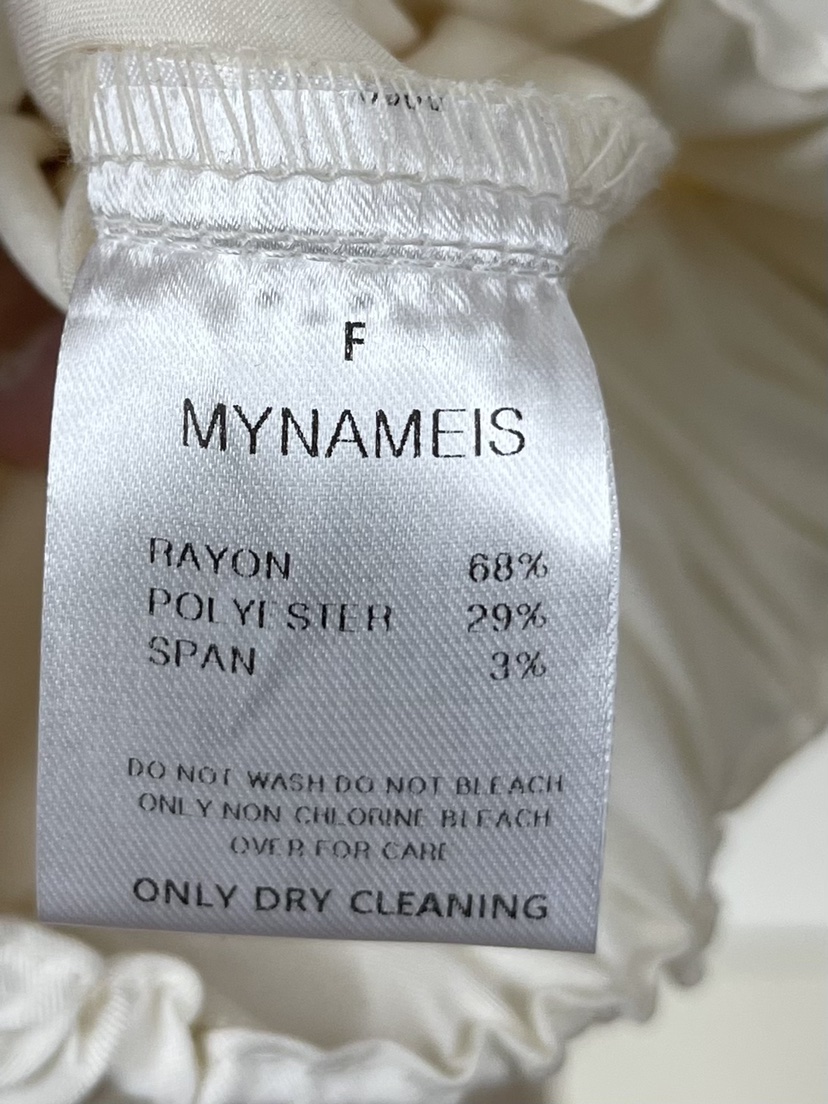 F
MYNAMEIS
RAYON 68%
POLYESTER 29%
SPAN 3%
DO NOT WASH DO NOT BLEACH
ONLY NON CHLORINE BLEACH
OVER FOR CARE
ONLY DRY CLEANING